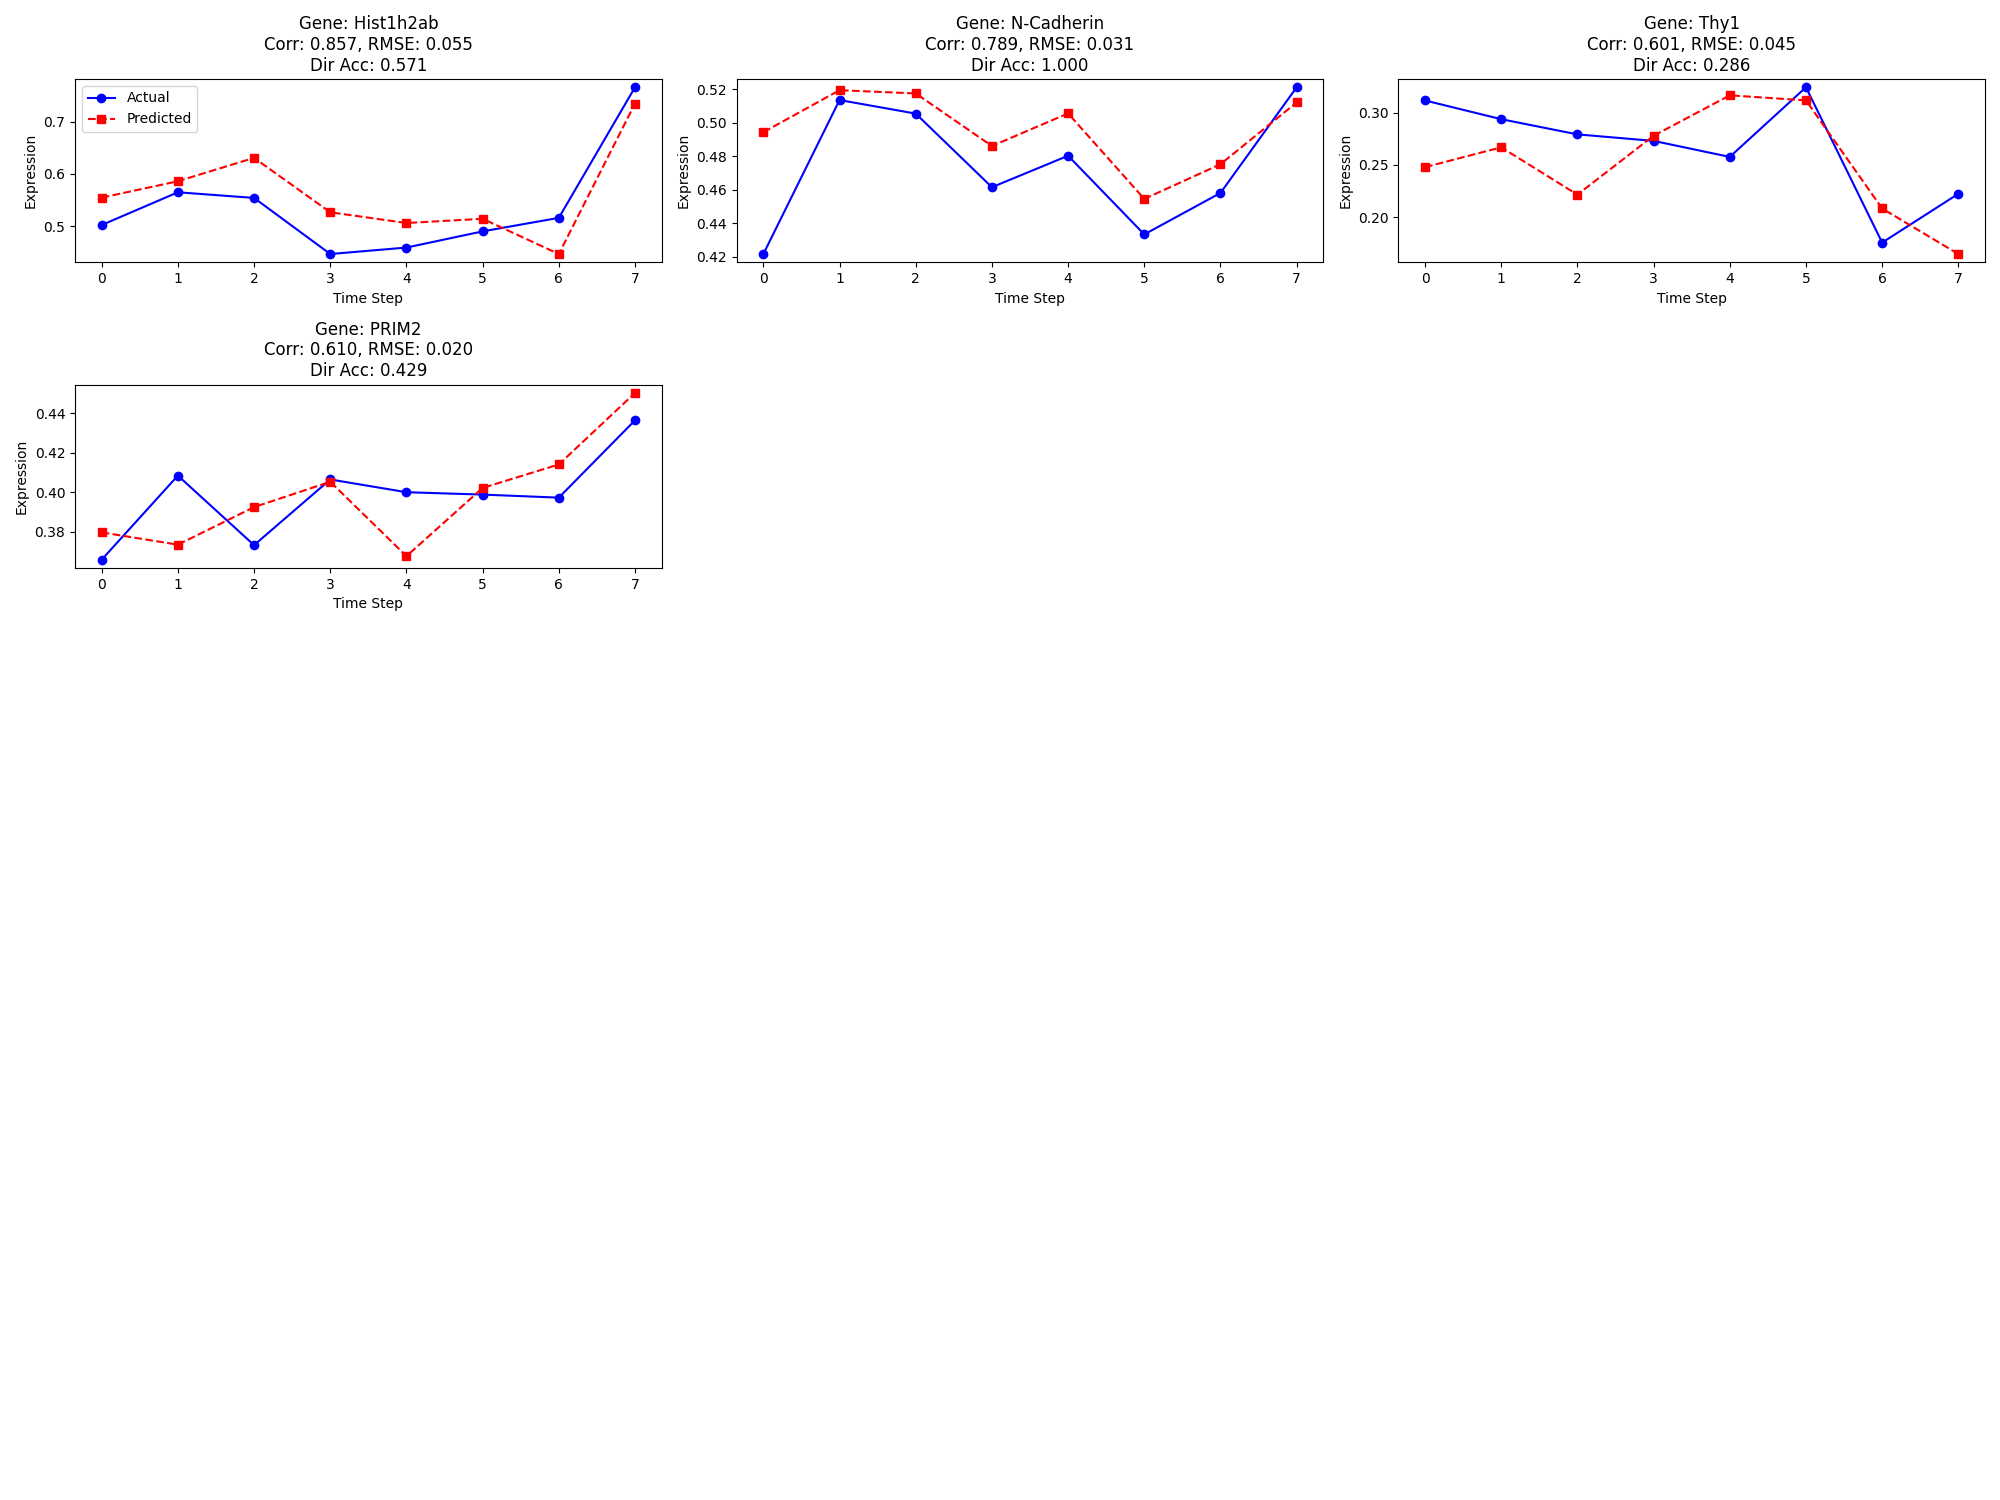 Gene: Hist1h2ab
Corr: 0.857, RMSE: 0.055
Dir Acc: 0.571
Actual
Predicted
0.7
0.6
0.5
Expression
0 1 2 3 4 5 6 7
Time Step
Gene: N-Cadherin
Corr: 0.789, RMSE: 0.031
Dir Acc: 1.000
0.52
0.50
0.48
0.46
0.44
0.42
Expression
0 1 2 3 4 5 6 7
Time Step
Gene: Thy1
Corr: 0.601, RMSE: 0.045
Dir Acc: 0.286
0.30
0.25
0.20
Expression
0 1 2 3 4 5 6 7
Time Step
Gene: PRIM2
Corr: 0.610, RMSE: 0.020
Dir Acc: 0.429
0.44
0.42
0.40
0.38
Expression
0 1 2 3 4 5 6 7
Time Step